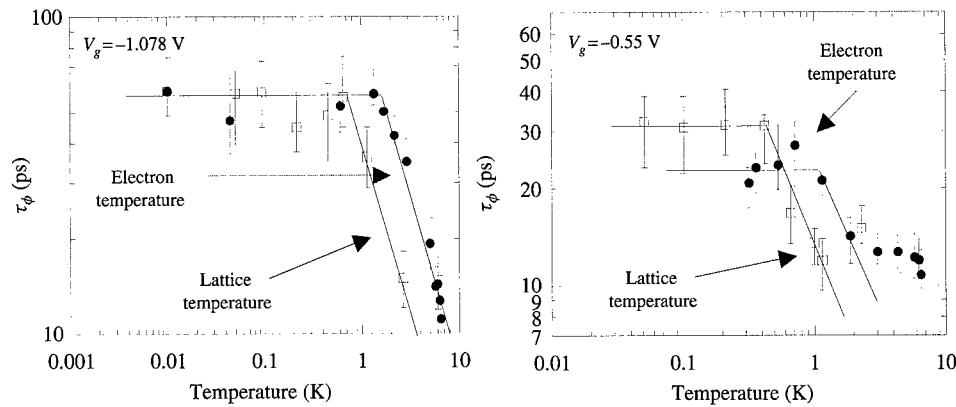 100
V_g=−1.078 V
τ_ϕ (ps)
Electron
temperature
Lattice
temperature
10
0.001
0.01
0.1
1
10
Temperature (K)
70
60
50
40
30
20
10
9
8
7
V_g=−0.55 V
τ_ϕ (ps)
Electron
temperature
Lattice
temperature
0.01
0.1
1
10
Temperature (K)